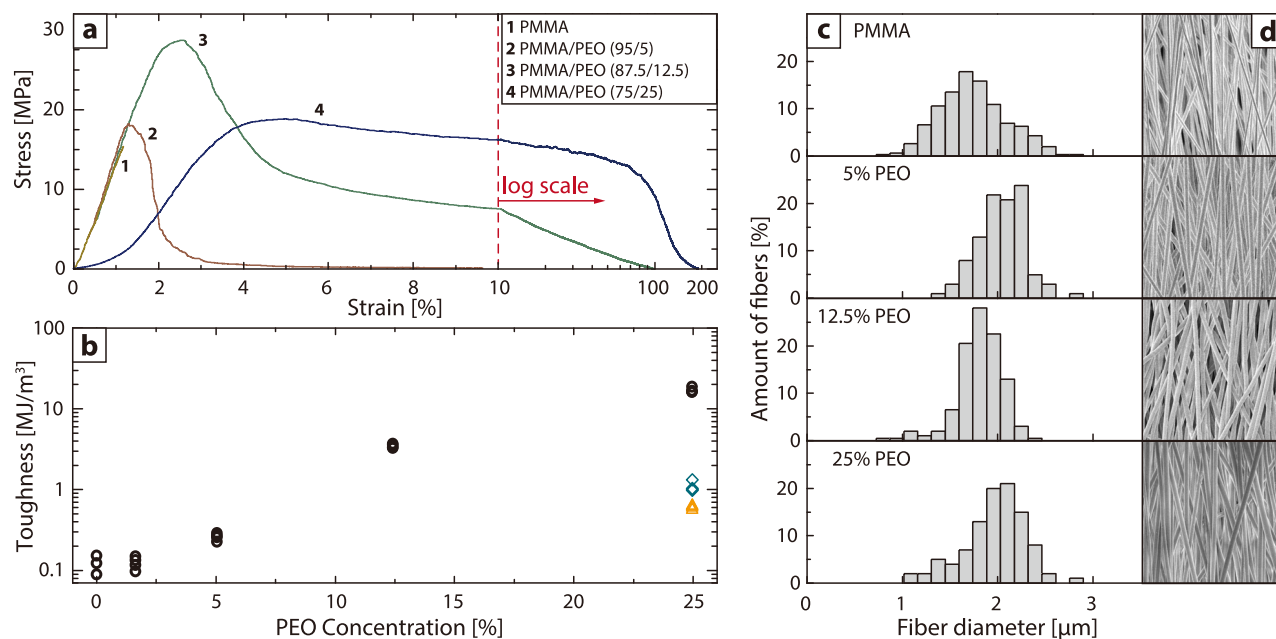 a
30
25
20
15
10
5
0
Stress [MPa]
0 2 4 6 8 10 100 200
Strain [%]
1
2
3
4
1 PMMA
2 PMMA/PEO (95/5)
3 PMMA/PEO (87.5/12.5)
4 PMMA/PEO (75/25)
log scale
b
100
10
1
0.1
Toughness [MJ/m³]
0 5 10 15 20 25
PEO Concentration [%]
c
PMMA
20
10
0
5% PEO
20
10
0
12.5% PEO
20
10
0
25% PEO
20
10
0
Amount of fibers [%]
0 1 2 3
Fiber diameter [µm]
d